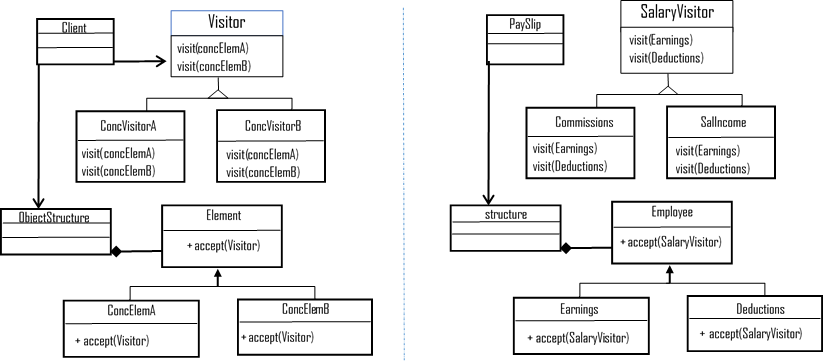 Client
Visitor
visit(concElemA)
visit(concElemB)
ConcVisitorA
visit(concElemA)
visit(concElemB)
ConcVisitorB
visit(concElemA)
visit(concElemB)
ObiectStructure
Element
+ accept(Visitor)
ConcElemA
+ accept(Visitor)
ConcElemB
+ accept(Visitor)
PaySlip
SalaryVisitor
visit(Earnings)
visit(Deductions)
Commissions
visit(Earnings)
visit(Deductions)
SalIncome
visit(Earnings)
visit(Deductions)
structure
Employee
+ accept(SalaryVisitor)
Earnings
+ accept(SalaryVisitor)
Deductions
+ accept(SalaryVisitor)